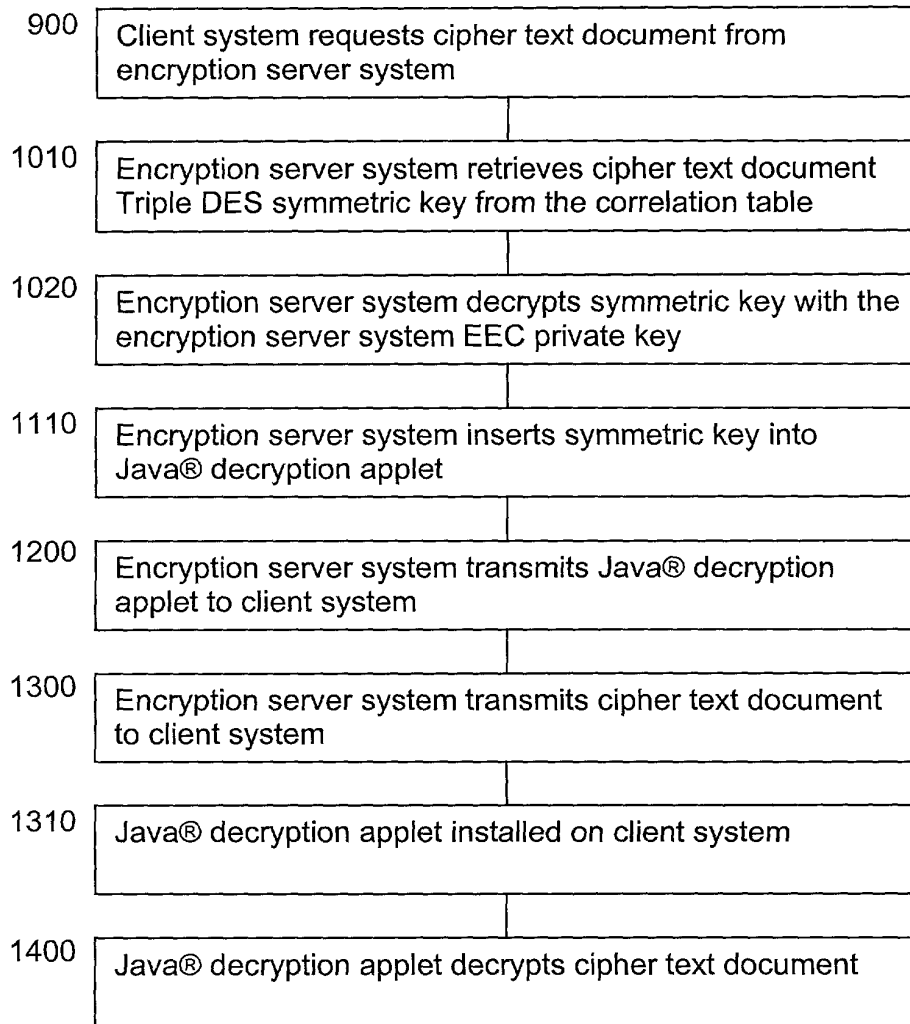 900
Client system requests cipher text document from
encryption server system
1010
Encryption server system retrieves cipher text document
Triple DES symmetric key from the correlation table
1020
Encryption server system decrypts symmetric key with the
encryption server system EEC private key
1110
Encryption server system inserts symmetric key into
Java® decryption applet
1200
Encryption server system transmits Java® decryption
applet to client system
1300
Encryption server system transmits cipher text document
to client system
1310
Java® decryption applet installed on client system
1400
Java® decryption applet decrypts cipher text document